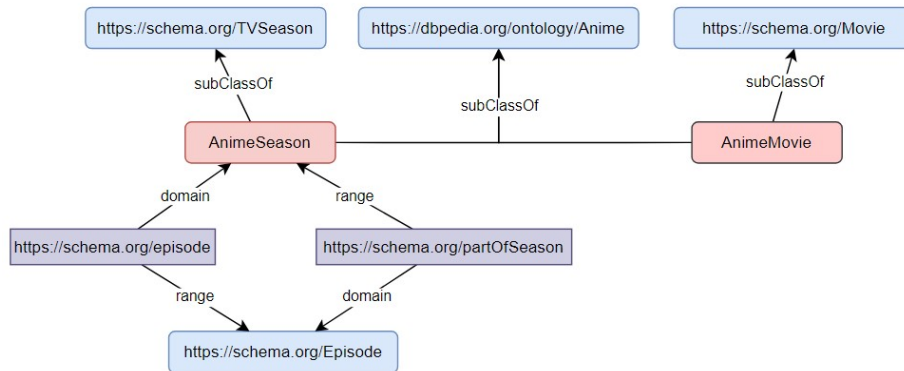 https://schema.org/TVSeason
https://dbpedia.org/ontology/Anime
https://schema.org/Movie
subClassOf
subClassOf
subClassOf
AnimeSeason
AnimeMovie
domain
range
https://schema.org/episode
https://schema.org/partOfSeason
range
domain
https://schema.org/Episode